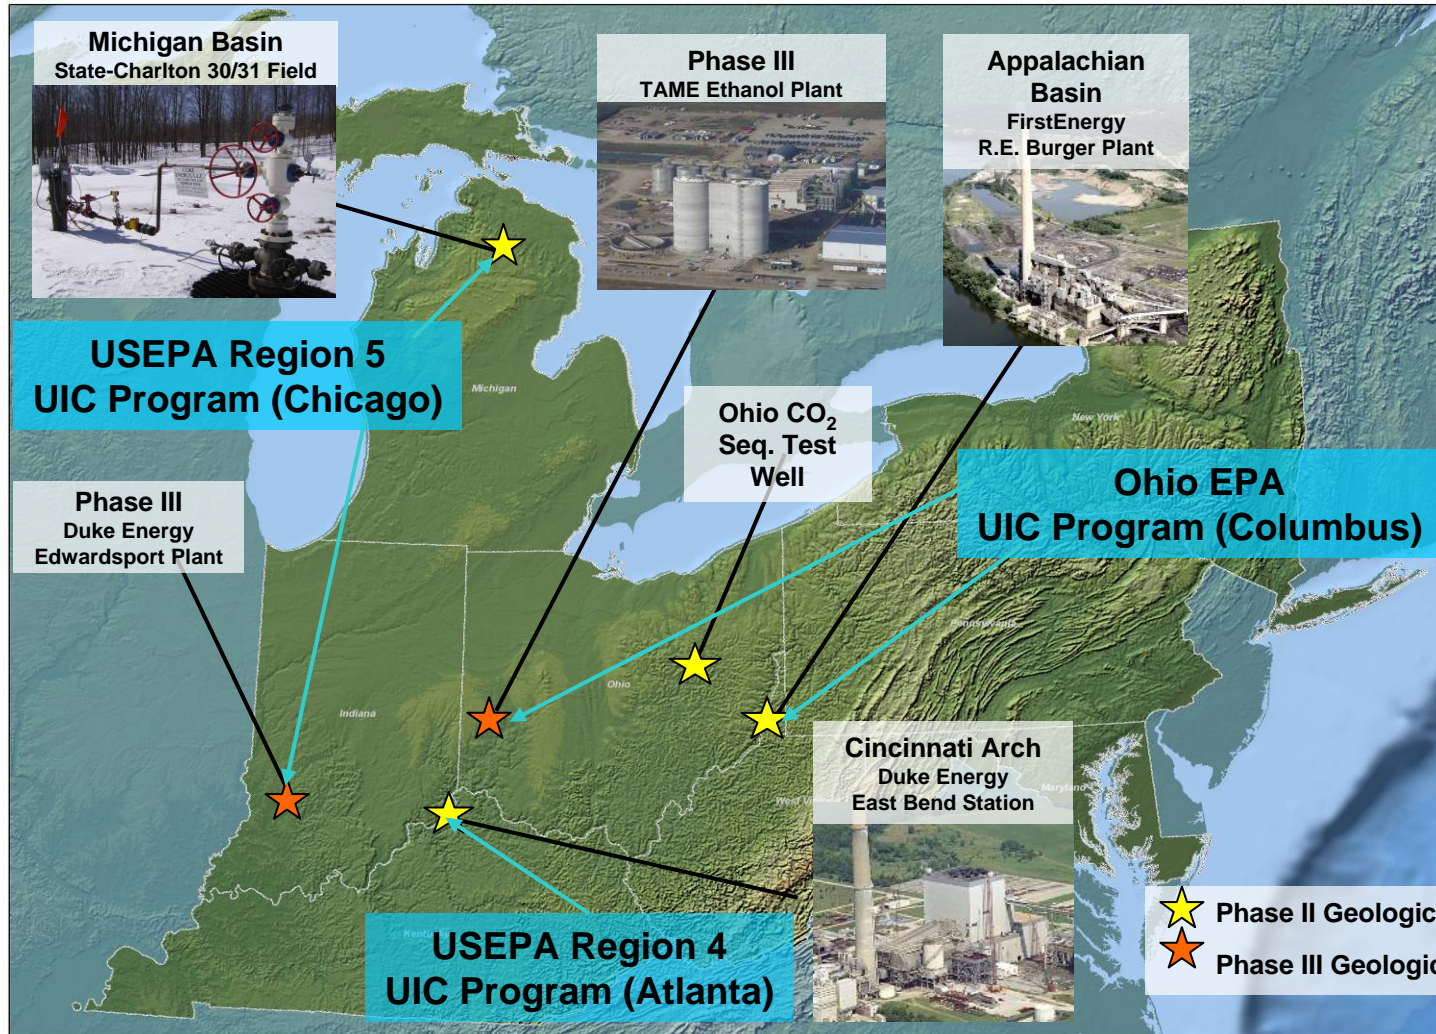 Michigan Basin
State-Charlton 30/31 Field
Phase III
TAME Ethanol Plant
Appalachian
Basin
FirstEnergy
R.E. Burger Plant
USEPA Region 5
UIC Program (Chicago)
Michigan
Ohio CO₂
Seq. Test
Well
New York
Ohio EPA
UIC Program (Columbus)
Phase III
Duke Energy
Edwardsport Plant
Pennsylvania
Ohio
Indiana
Cincinnati Arch
Duke Energy
East Bend Station
West Vi
Maryland
USEPA Region 4
UIC Program (Atlanta)
Phase II Geologic
Phase III Geologic